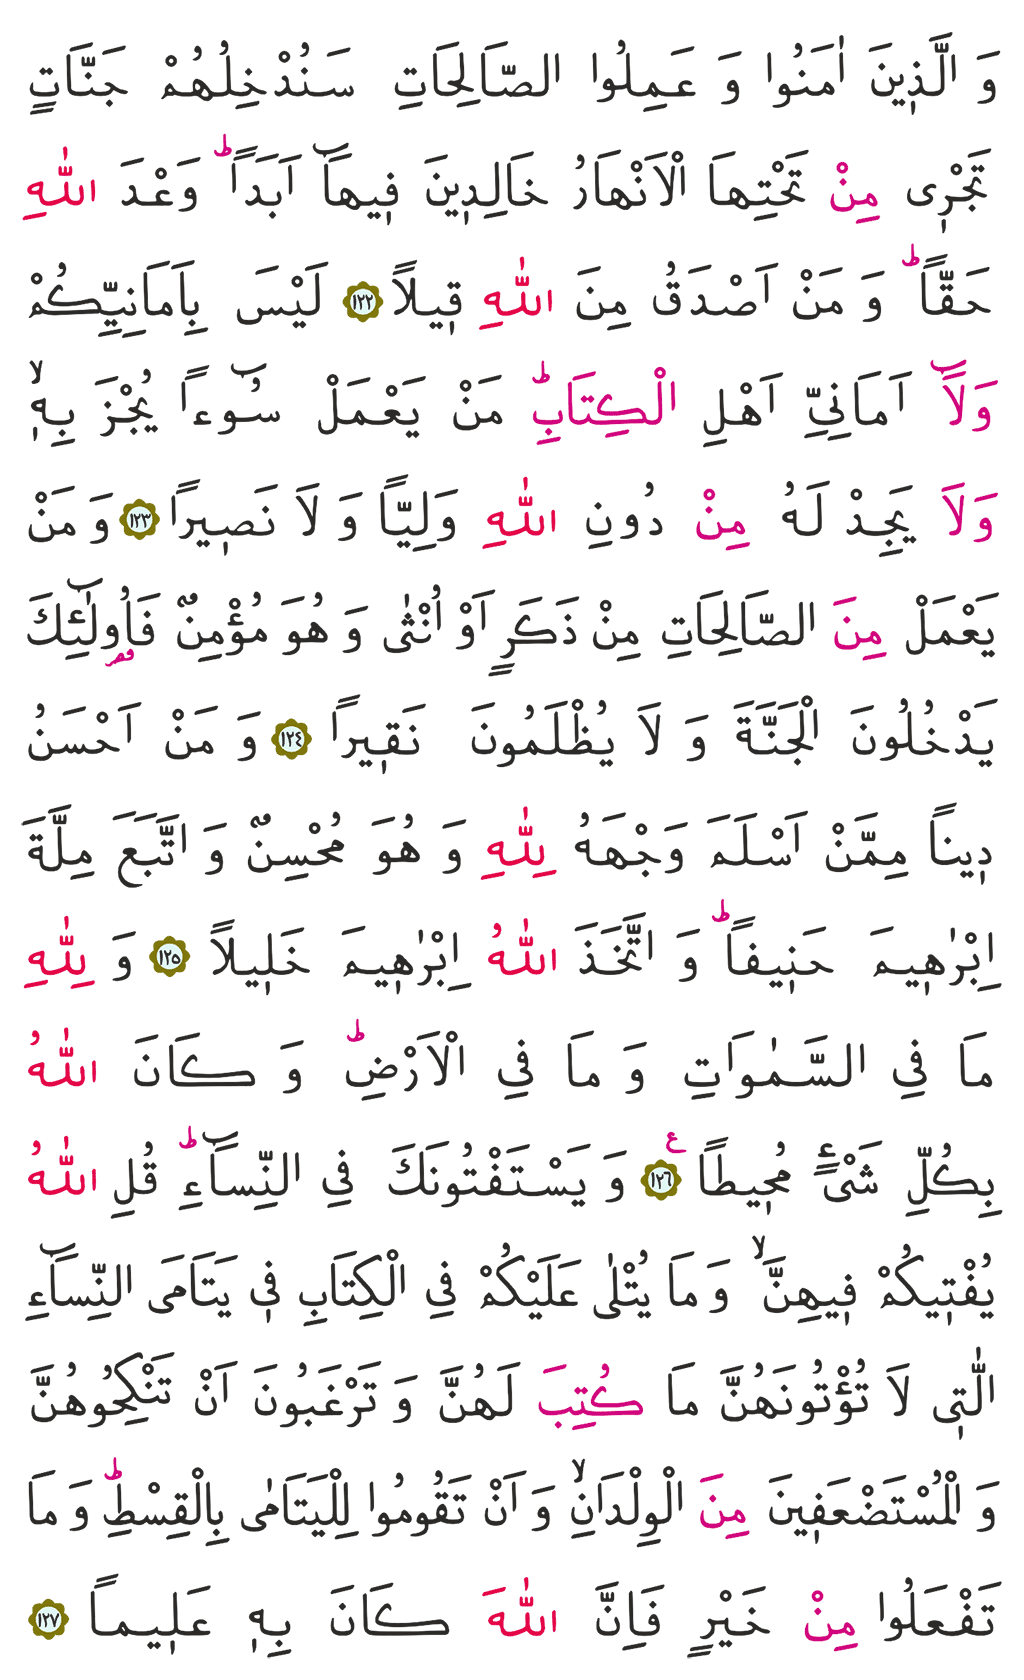 وَ الَّذٖينَ اٰمَنُوا وَ عَمِلُوا الصَّالِحَاتِ سَنُدْخِلُهُمْ جَنَّاتٍ
تَجْرٖى مِنْ تَحْتِهَا الْاَنْهَارُ خَالِدٖينَ فٖيهَٓا اَبَدًاؕ وَعْدَ اللّٰهِ
حَقًّاؕ وَ مَنْ اَصْدَقُ مِنَ اللّٰهِ قٖيلًا ۝١٢٢ لَيْسَ بِاَمَانِيِّكُمْ
وَلَٓا اَمَانِىِّ اَهْلِ الْكِتَابِؕ مَنْ يَعْمَلْ سُٓوءًا يُجْزَ بِهٖۙ
وَلَا يَجِدْ لَهُ مِنْ دُونِ اللّٰهِ وَلِيًّا وَ لَا نَصٖيرًا ۝١٢٣ وَ مَنْ
يَعْمَلْ مِنَ الصَّالِحَاتِ مِنْ ذَكَرٍ اَوْ اُنْثٰى وَ هُوَ مُؤْمِنٌ فَاُولٰٓئِكَ
يَدْخُلُونَ الْجَنَّةَ وَ لَا يُظْلَمُونَ نَقٖيرًا ۝١٢٤ وَ مَنْ اَحْسَنُ
دٖينًا مِمَّنْ اَسْلَمَ وَجْهَهُ لِلّٰهِ وَ هُوَ مُحْسِنٌ وَ اتَّبَعَ مِلَّةَ
اِبْرٰهٖيمَ حَنٖيفًاؕ وَ اتَّخَذَ اللّٰهُ اِبْرٰهٖيمَ خَلٖيلًا ۝١٢٥ وَ لِلّٰهِ
مَا فِى السَّمٰوَاتِ وَ مَا فِى الْاَرْضِؕ وَ كَانَ اللّٰهُ
بِكُلِّ شَىْءٍ مُحٖيطًا ۝١٢٦ ع وَ يَسْتَفْتُونَكَ فِى النِّسَٓاءِؕ قُلِ اللّٰهُ
يُفْتٖيكُمْ فٖيهِنَّۙ وَ مَا يُتْلٰى عَلَيْكُمْ فِى الْكِتَابِ فٖى يَتَامَى النِّسَٓاءِ
الّٰتٖى لَا تُؤْتُونَهُنَّ مَا كُتِبَ لَهُنَّ وَ تَرْغَبُونَ اَنْ تَنْكِحُوهُنَّ
وَ الْمُسْتَضْعَفٖينَ مِنَ الْوِلْدَانِۙ وَ اَنْ تَقُومُوا لِلْيَتَامٰى بِالْقِسْطِؕ وَ مَا
تَفْعَلُوا مِنْ خَيْرٍ فَاِنَّ اللّٰهَ كَانَ بِهٖ عَلٖيمًا ۝١٢٧